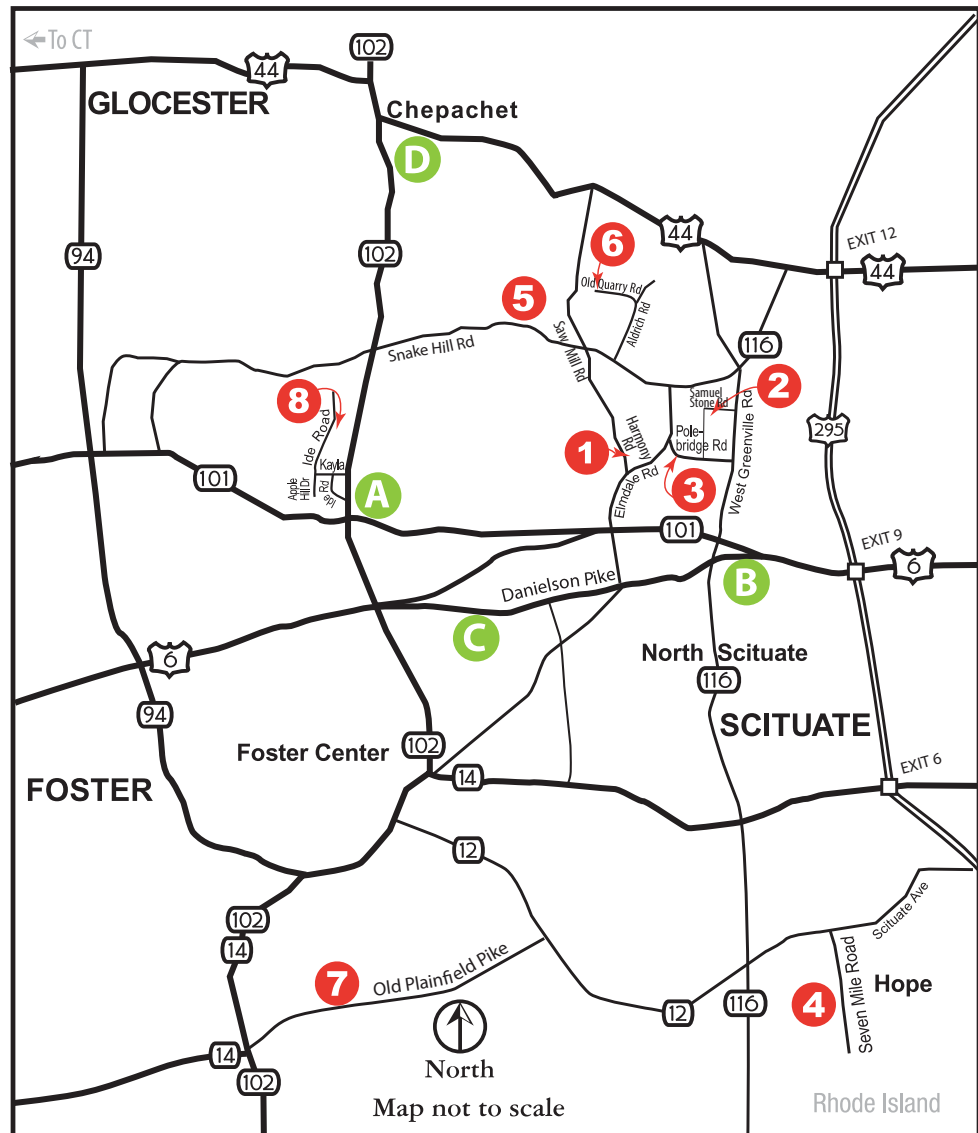 To CT
102
44
GLOCESTER
Chepachet
D
94
102
44
6
EXIT 12
44
Old Quarry Rd
5
Aldrich Rd
Snake Hill Rd
Saw Mill Rd
116
8
Samuel
Stone Rd
2
Ide Road
Harmony
Rd
Pole-
bridge Rd
West Greenville Rd
295
1
Kayla
101
Apple
Hill Dr
Rd
Ide
A
Elmdale Rd
3
101
EXIT 9
6
Danielson Pike
B
C
6
North Scituate
116
94
SCITUATE
Foster Center
102
EXIT 6
14
FOSTER
12
Scituate Ave
102
14
Old Plainfield Pike
7
Seven Mile Road
Hope
4
12
116
14
102
North
Map not to scale
Rhode Island